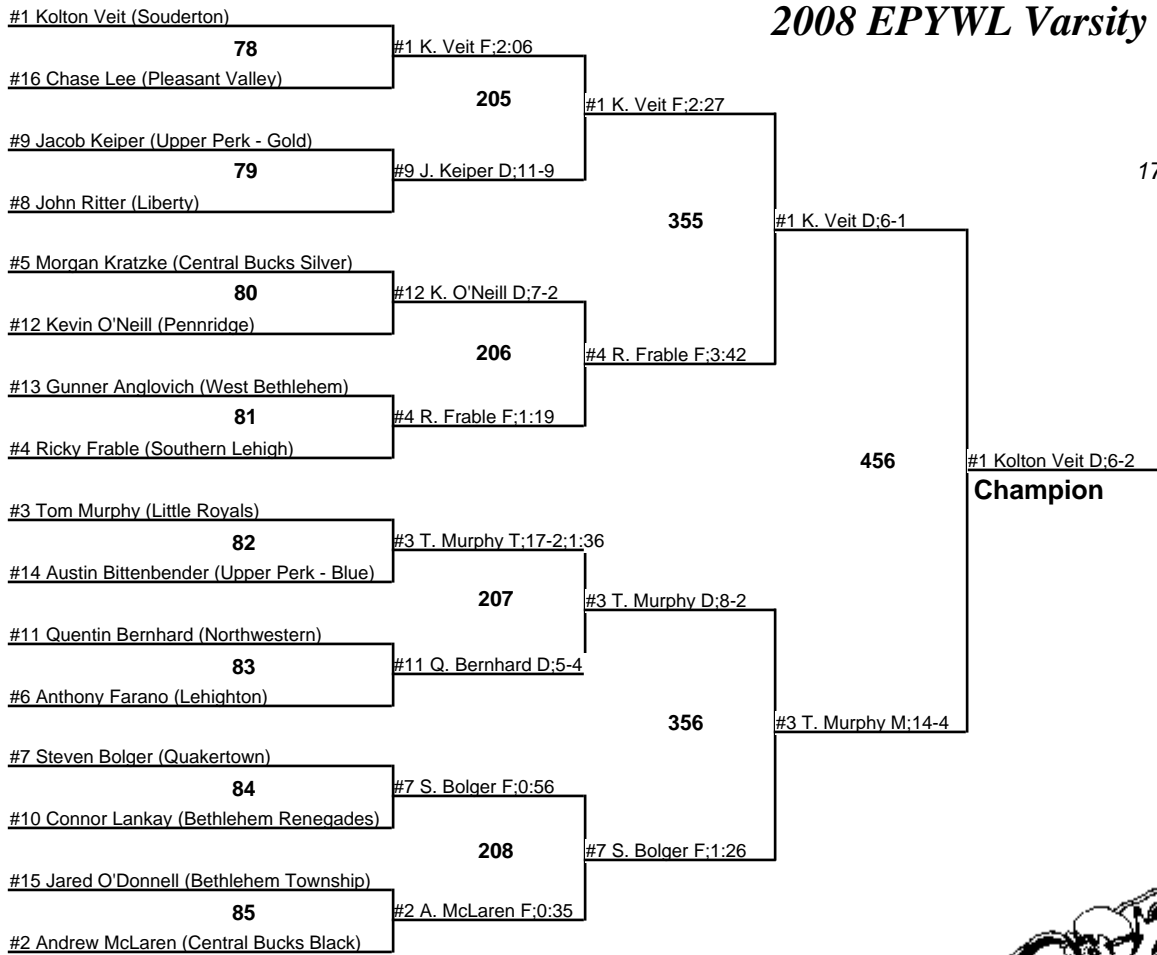 2008 EPYWL Varsity
#1 Kolton Veit (Souderton)
78
#16 Chase Lee (Pleasant Valley)
#9 Jacob Keiper (Upper Perk - Gold)
79
#8 John Ritter (Liberty)
#5 Morgan Kratzke (Central Bucks Silver)
80
#12 Kevin O'Neill (Pennridge)
#13 Gunner Anglovich (West Bethlehem)
81
#4 Ricky Frable (Southern Lehigh)
#3 Tom Murphy (Little Royals)
82
#14 Austin Bittenbender (Upper Perk - Blue)
#11 Quentin Bernhard (Northwestern)
83
#6 Anthony Farano (Lehighton)
#7 Steven Bolger (Quakertown)
84
#10 Connor Lankay (Bethlehem Renegades)
#15 Jared O'Donnell (Bethlehem Township)
85
#2 Andrew McLaren (Central Bucks Black)
#1 K. Veit F;2:06
205
#9 J. Keiper D;11-9
#12 K. O'Neill D;7-2
206
#4 R. Frable F;1:19
#3 T. Murphy T;17-2;1:36
207
#11 Q. Bernhard D;5-4
#7 S. Bolger F;0:56
208
#2 A. McLaren F;0:35
#1 K. Veit F;2:27
355
#4 R. Frable F;3:42
#3 T. Murphy D;8-2
356
#7 S. Bolger F;1:26
#1 K. Veit D;6-1
456
#3 T. Murphy M;14-4
#1 Kolton Veit D;6-2
Champion
17